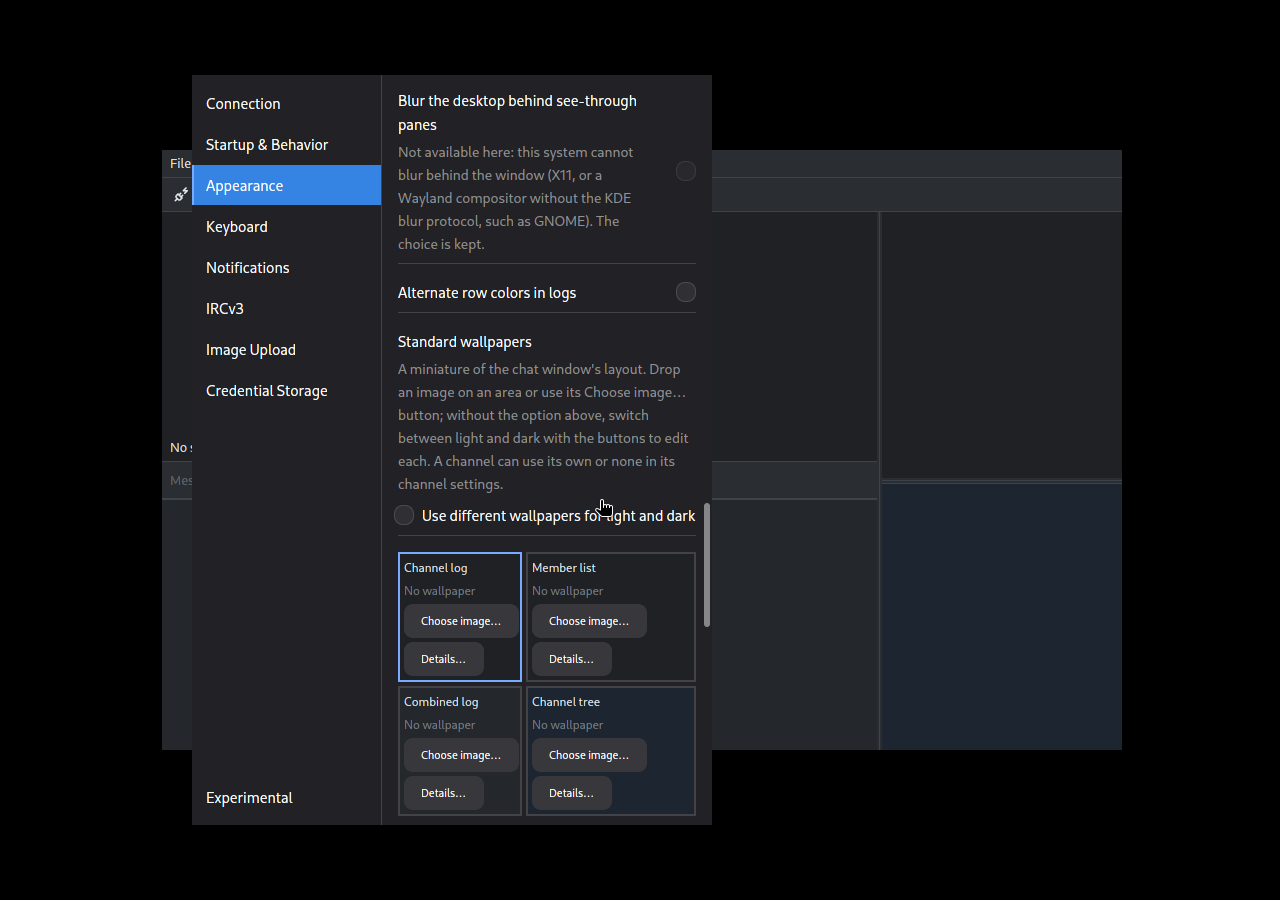 Connection
Startup & Behavior
Appearance
Keyboard
Notifications
IRCv3
Image Upload
Credential Storage
Experimental
File
No s
Mes
Blur the desktop behind see-through
panes
Not available here: this system cannot
blur behind the window (X11, or a
Wayland compositor without the KDE
blur protocol, such as GNOME). The
choice is kept.
Alternate row colors in logs
Standard wallpapers
A miniature of the chat window's layout. Drop
an image on an area or use its Choose image…
button; without the option above, switch
between light and dark with the buttons to edit
each. A channel can use its own or none in its
channel settings.
Use different wallpapers for light and dark
Channel log
No wallpaper
Choose image…
Details…
Member list
No wallpaper
Choose image…
Details…
Combined log
No wallpaper
Choose image…
Details…
Channel tree
No wallpaper
Choose image…
Details…